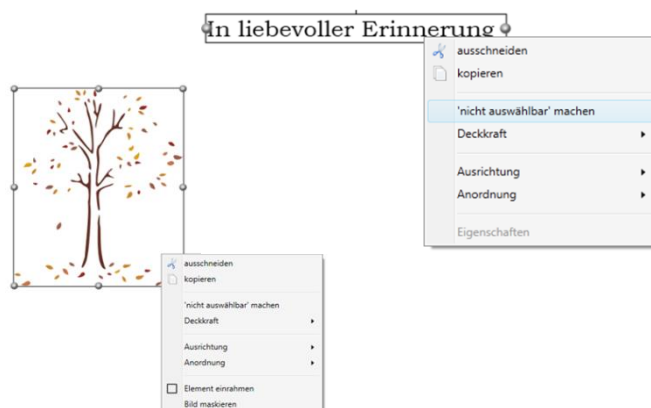 In liebevoller Erinnerung
ausschneiden
kopieren
'nicht auswählbar' machen
Deckkraft
Ausrichtung
Anordnung
Eigenschaften
ausschneiden
kopieren
'nicht auswählbar' machen
Deckkraft
Ausrichtung
Anordnung
Element einrahmen
Bild maskieren